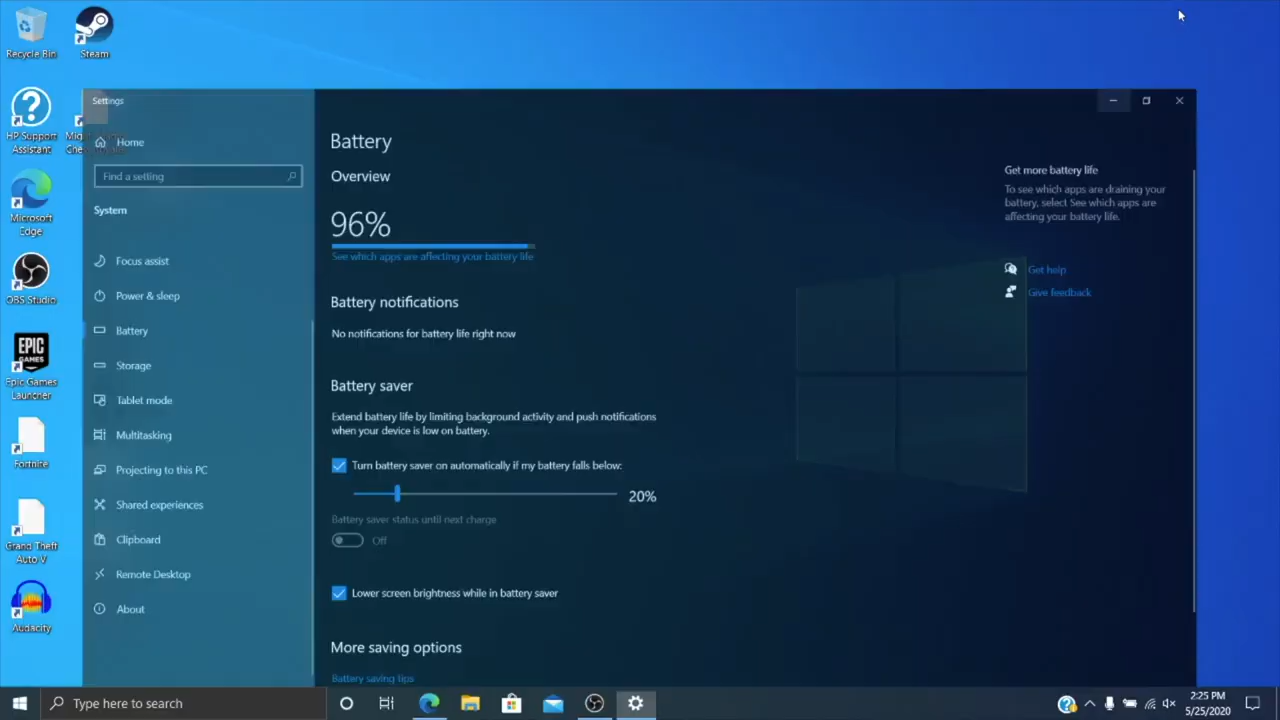 Recycle Bin
Steam
HP Support
Assistant
Microsoft
Edge
OBS Studio
EPIC
GAMES
Epic Games
Launcher
Fortnite
Grand Theft
Auto V
Audacity
Settings
Home
Find a setting
System
Focus assist
Power & sleep
Battery
Storage
Tablet mode
Multitasking
Projecting to this PC
Shared experiences
Clipboard
Remote Desktop
About
Battery
Overview
96%
See which apps are affecting your battery life
Battery notifications
No notifications for battery life right now
Battery saver
Extend battery life by limiting background activity and push notifications
when your device is low on battery.
Turn battery saver on automatically if my battery falls below:
20%
Battery saver status until next charge
Off
Lower screen brightness while in battery saver
More saving options
Battery saving tips
Get more battery life
To see which apps are draining your
battery, select See which apps are
affecting your battery life.
Get help
Give feedback
Type here to search
2:25 PM
5/25/2020